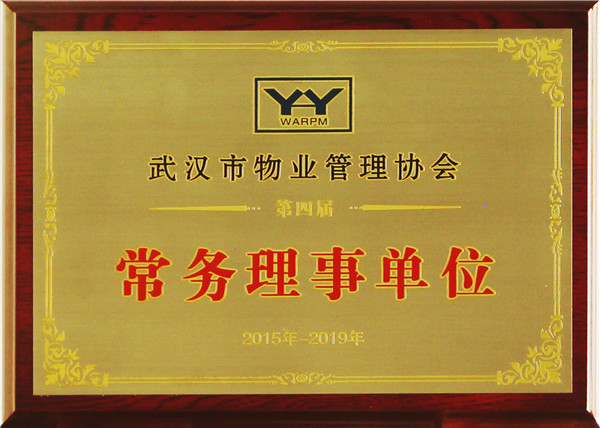 YY
WARPM
武汉市物业管理协会
第四届
常务理事单位
2015年-2019年